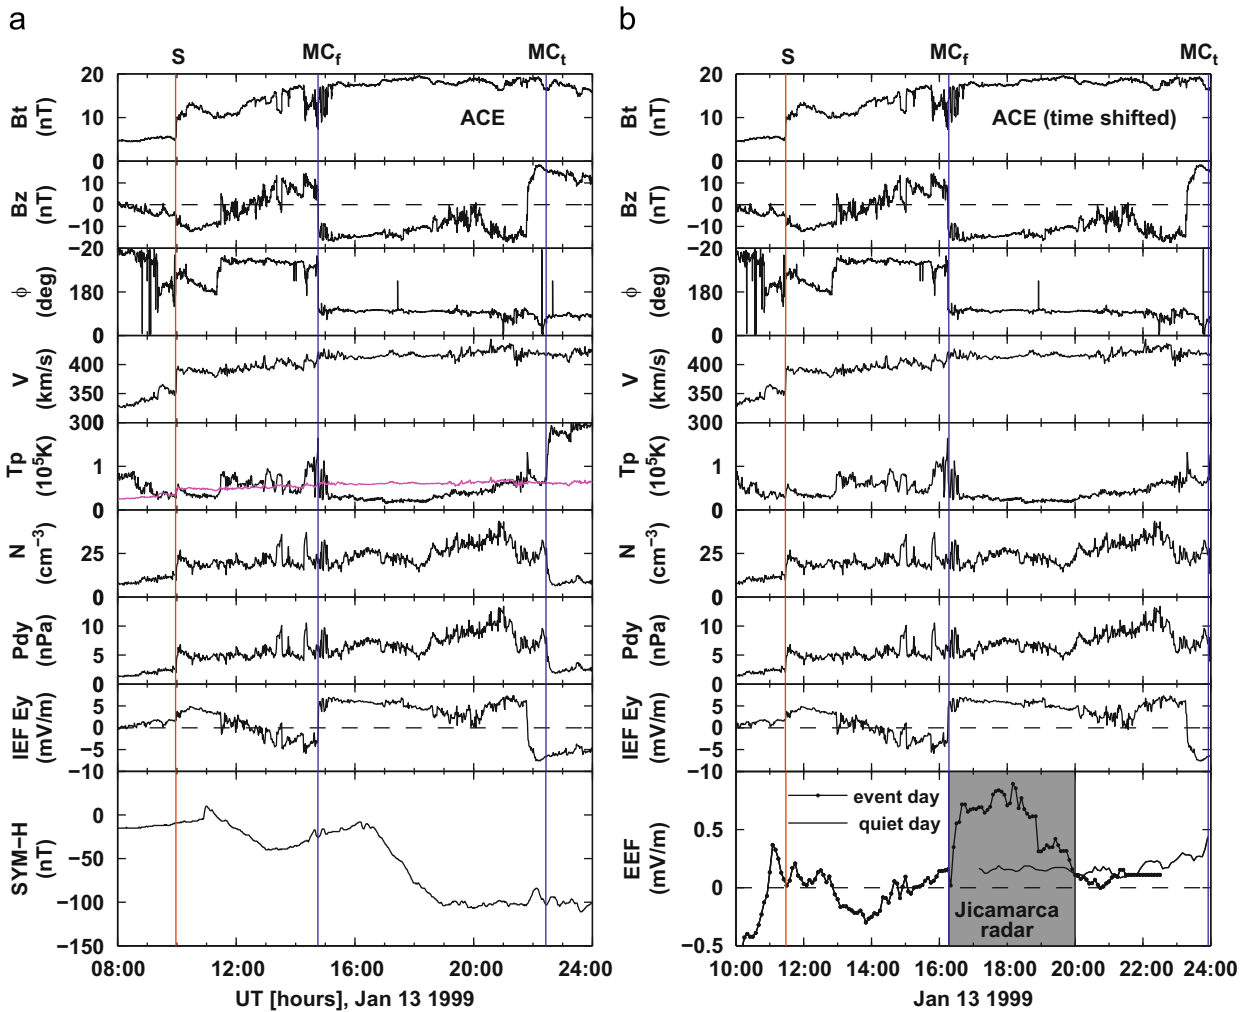 a
S MCf MCt
20
Bt (nT)
10
ACE
0
10
Bz (nT)
0
−10
−20
ϕ (deg)
180
0
V (km/s)
400
350
300
Tp (10⁵K)
1
0
N (cm⁻³)
25
0
Pdy (nPa)
10
5
0
IEF Ey (mV/m)
5
0
−5
−10
SYM−H (nT)
0
−50
−100
−150
08:00 12:00 16:00 20:00 24:00
UT [hours], Jan 13 1999
b
S MCf MCt
20
Bt (nT)
10
ACE (time shifted)
0
10
Bz (nT)
0
−10
−20
ϕ (deg)
180
0
V (km/s)
400
350
300
Tp (10⁵K)
1
0
N (cm⁻³)
25
0
Pdy (nPa)
10
5
0
IEF Ey (mV/m)
5
0
−5
−10
EEF (mV/m)
event day
quiet day
0.5
0
−0.5
Jicamarca
radar
10:00 12:00 14:00 16:00 18:00 20:00 22:00 24:00
Jan 13 1999